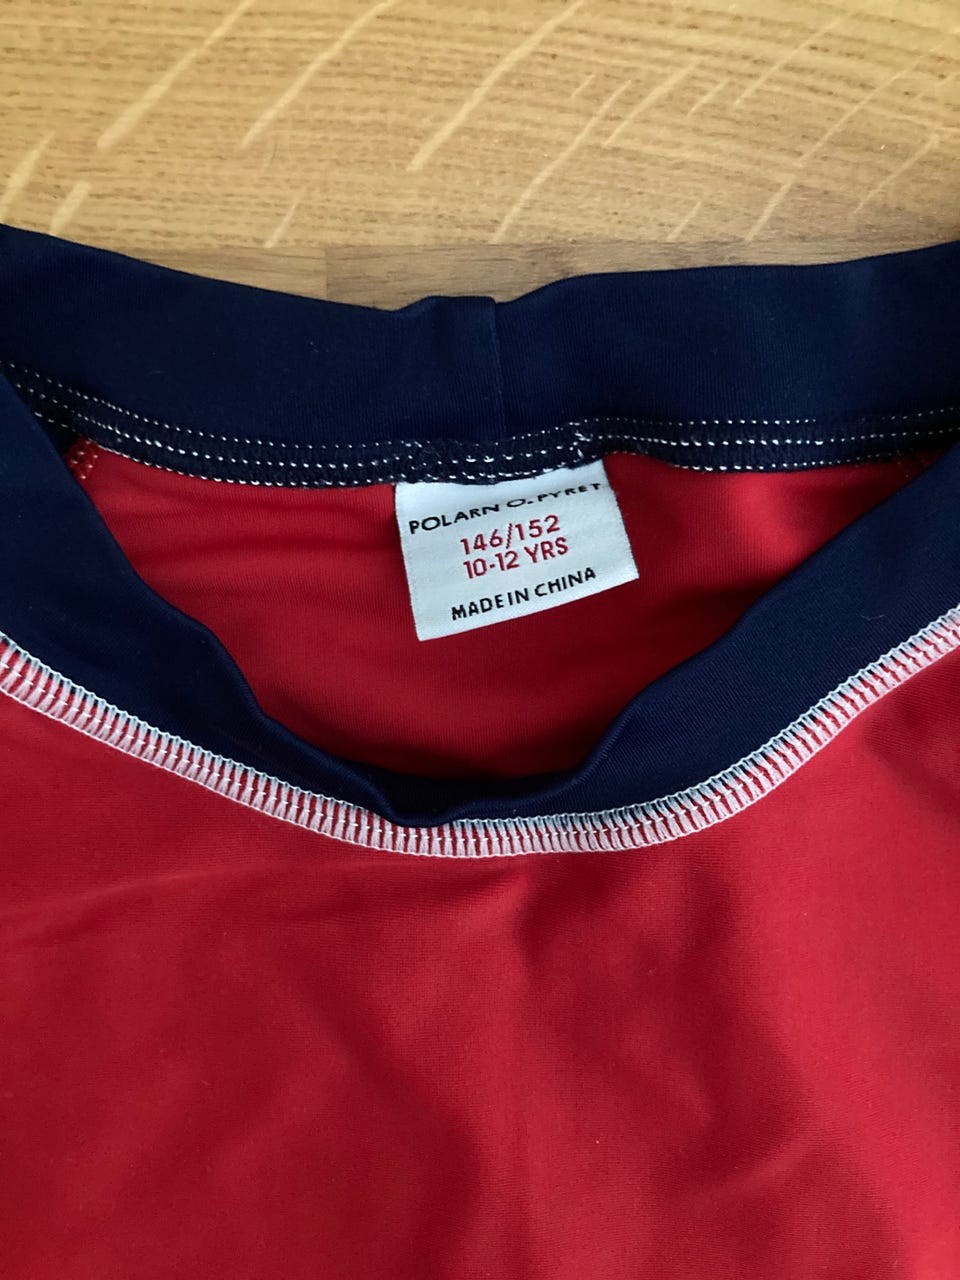 POLARN O. PYRET
146/152
10-12 YRS
MADE IN CHINA